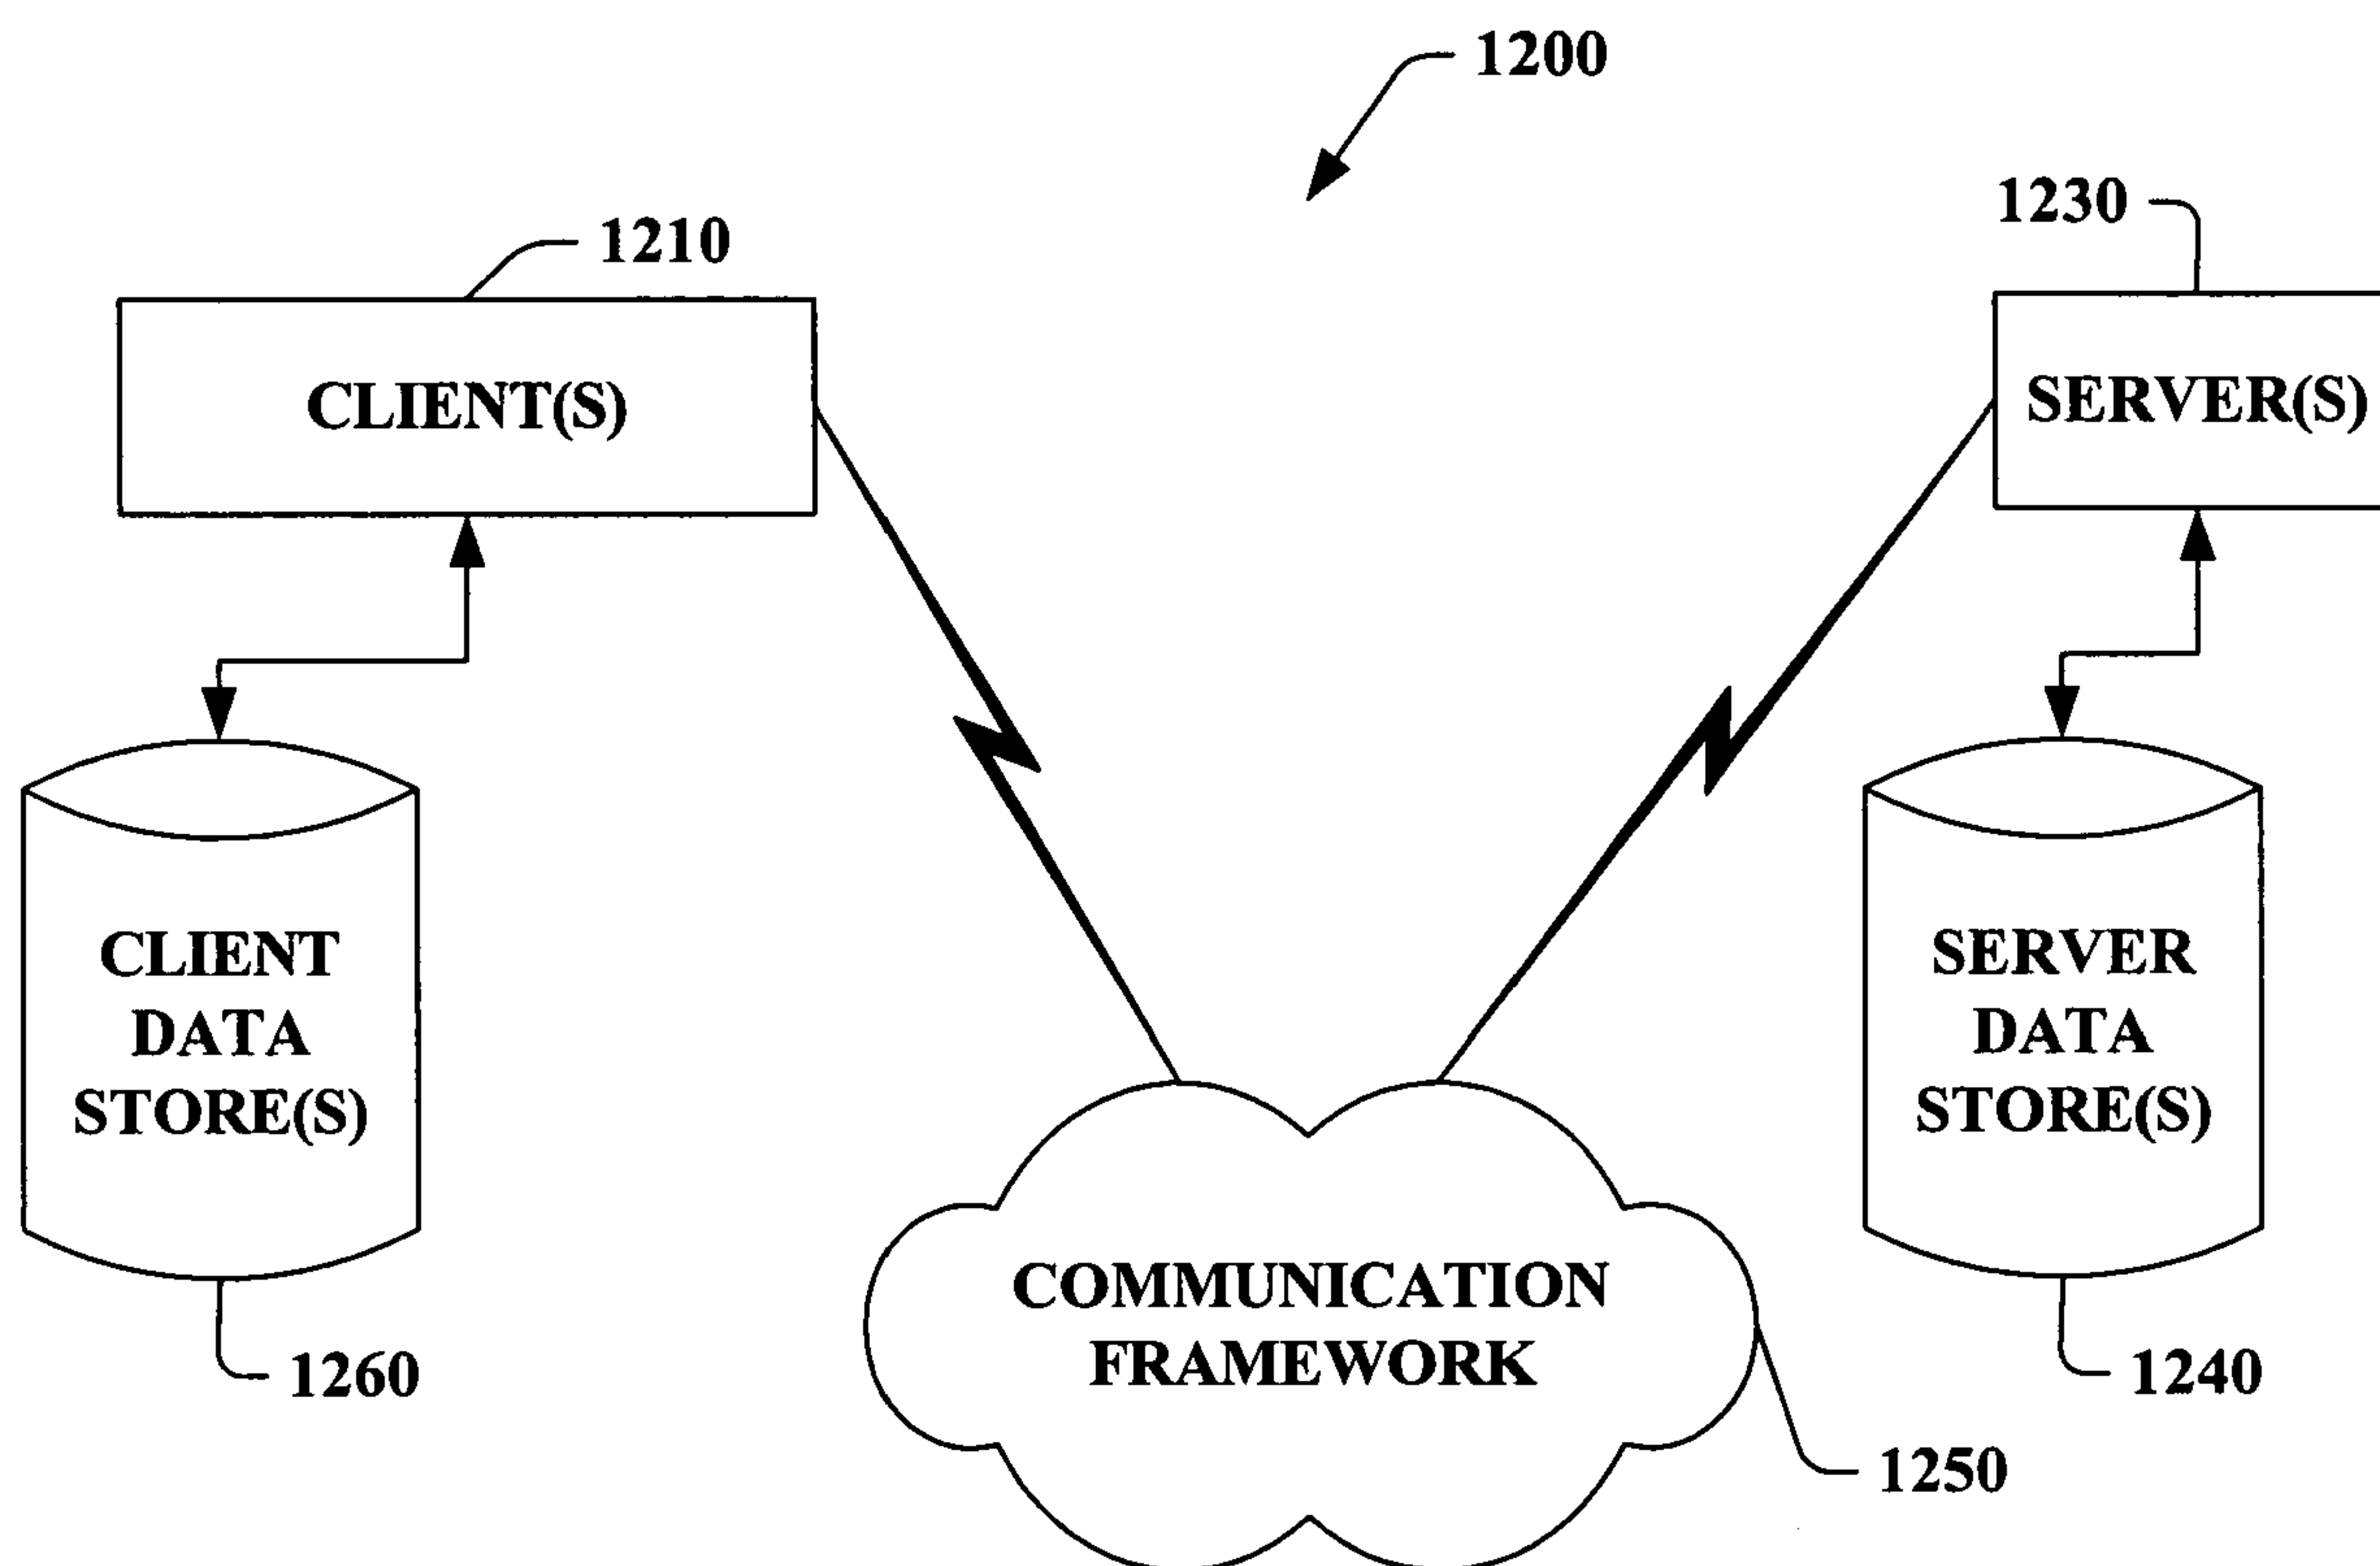 1200
1230
1210
CLIENT(S)
SERVER(S)
CLIENT
DATA
STORE(S)
SERVER
DATA
STORE(S)
COMMUNICATION
FRAMEWORK
1260
1240
1250